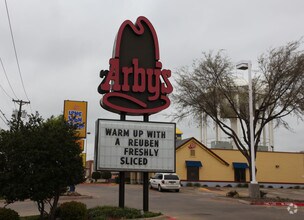 Arby's
WARM UP WITH
A REUBEN
FRESHLY
SLICED